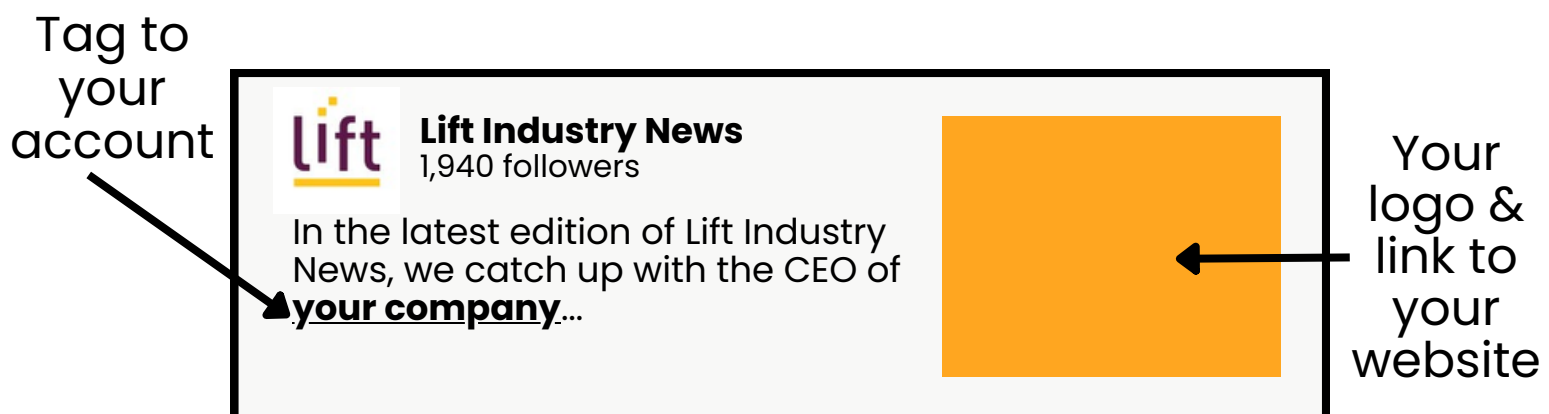 Tag to
your
account
lift
Lift Industry News
1,940 followers
In the latest edition of Lift Industry
News, we catch up with the CEO of
your company...
Your
logo &
link to
your
website